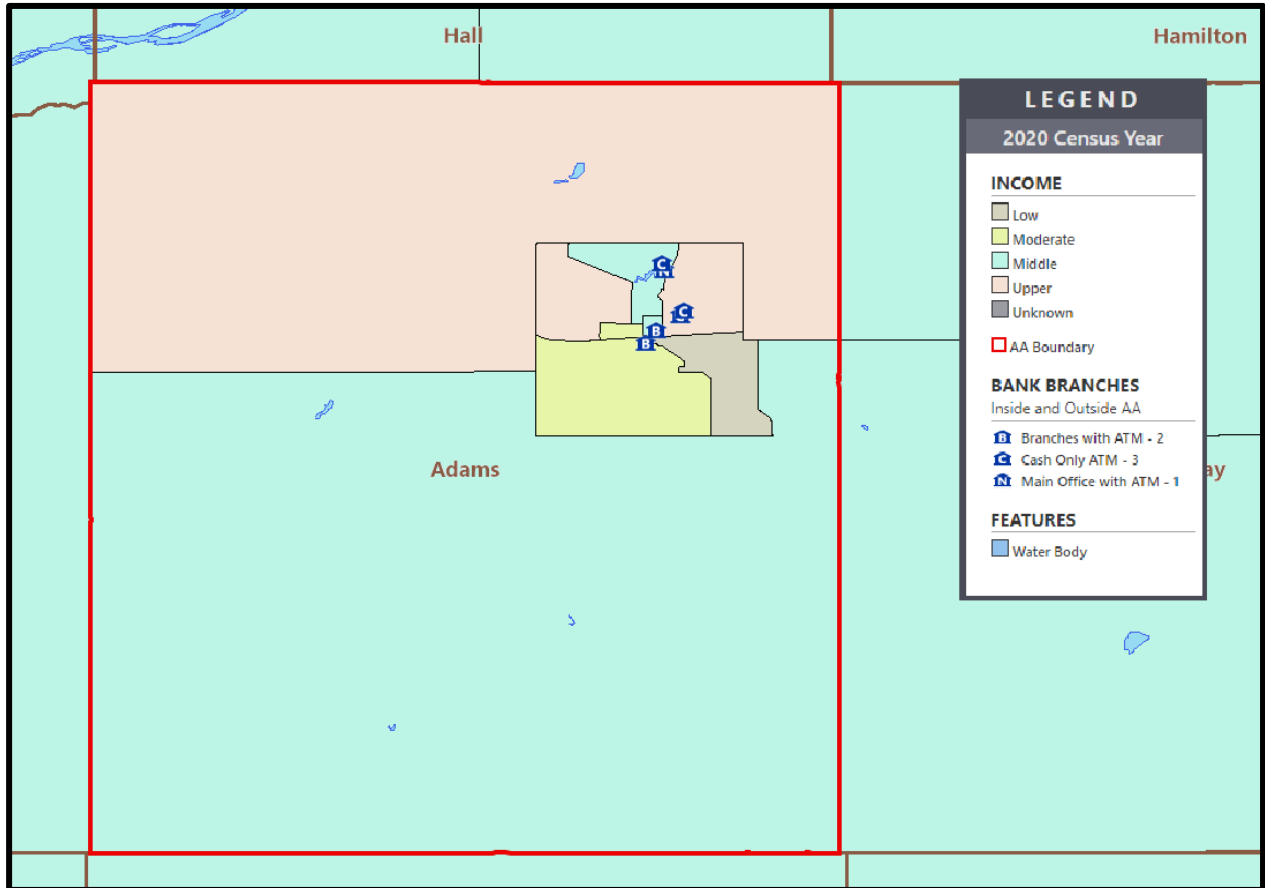 Hall
Hamilton
LEGEND
2020 Census Year
INCOME
Low
Moderate
Middle
Upper
Unknown
AA Boundary
BANK BRANCHES
Inside and Outside AA
B Branches with ATM - 2
C Cash Only ATM - 3
N Main Office with ATM - 1
FEATURES
Water Body
C
N
C
B
B
Adams
ay